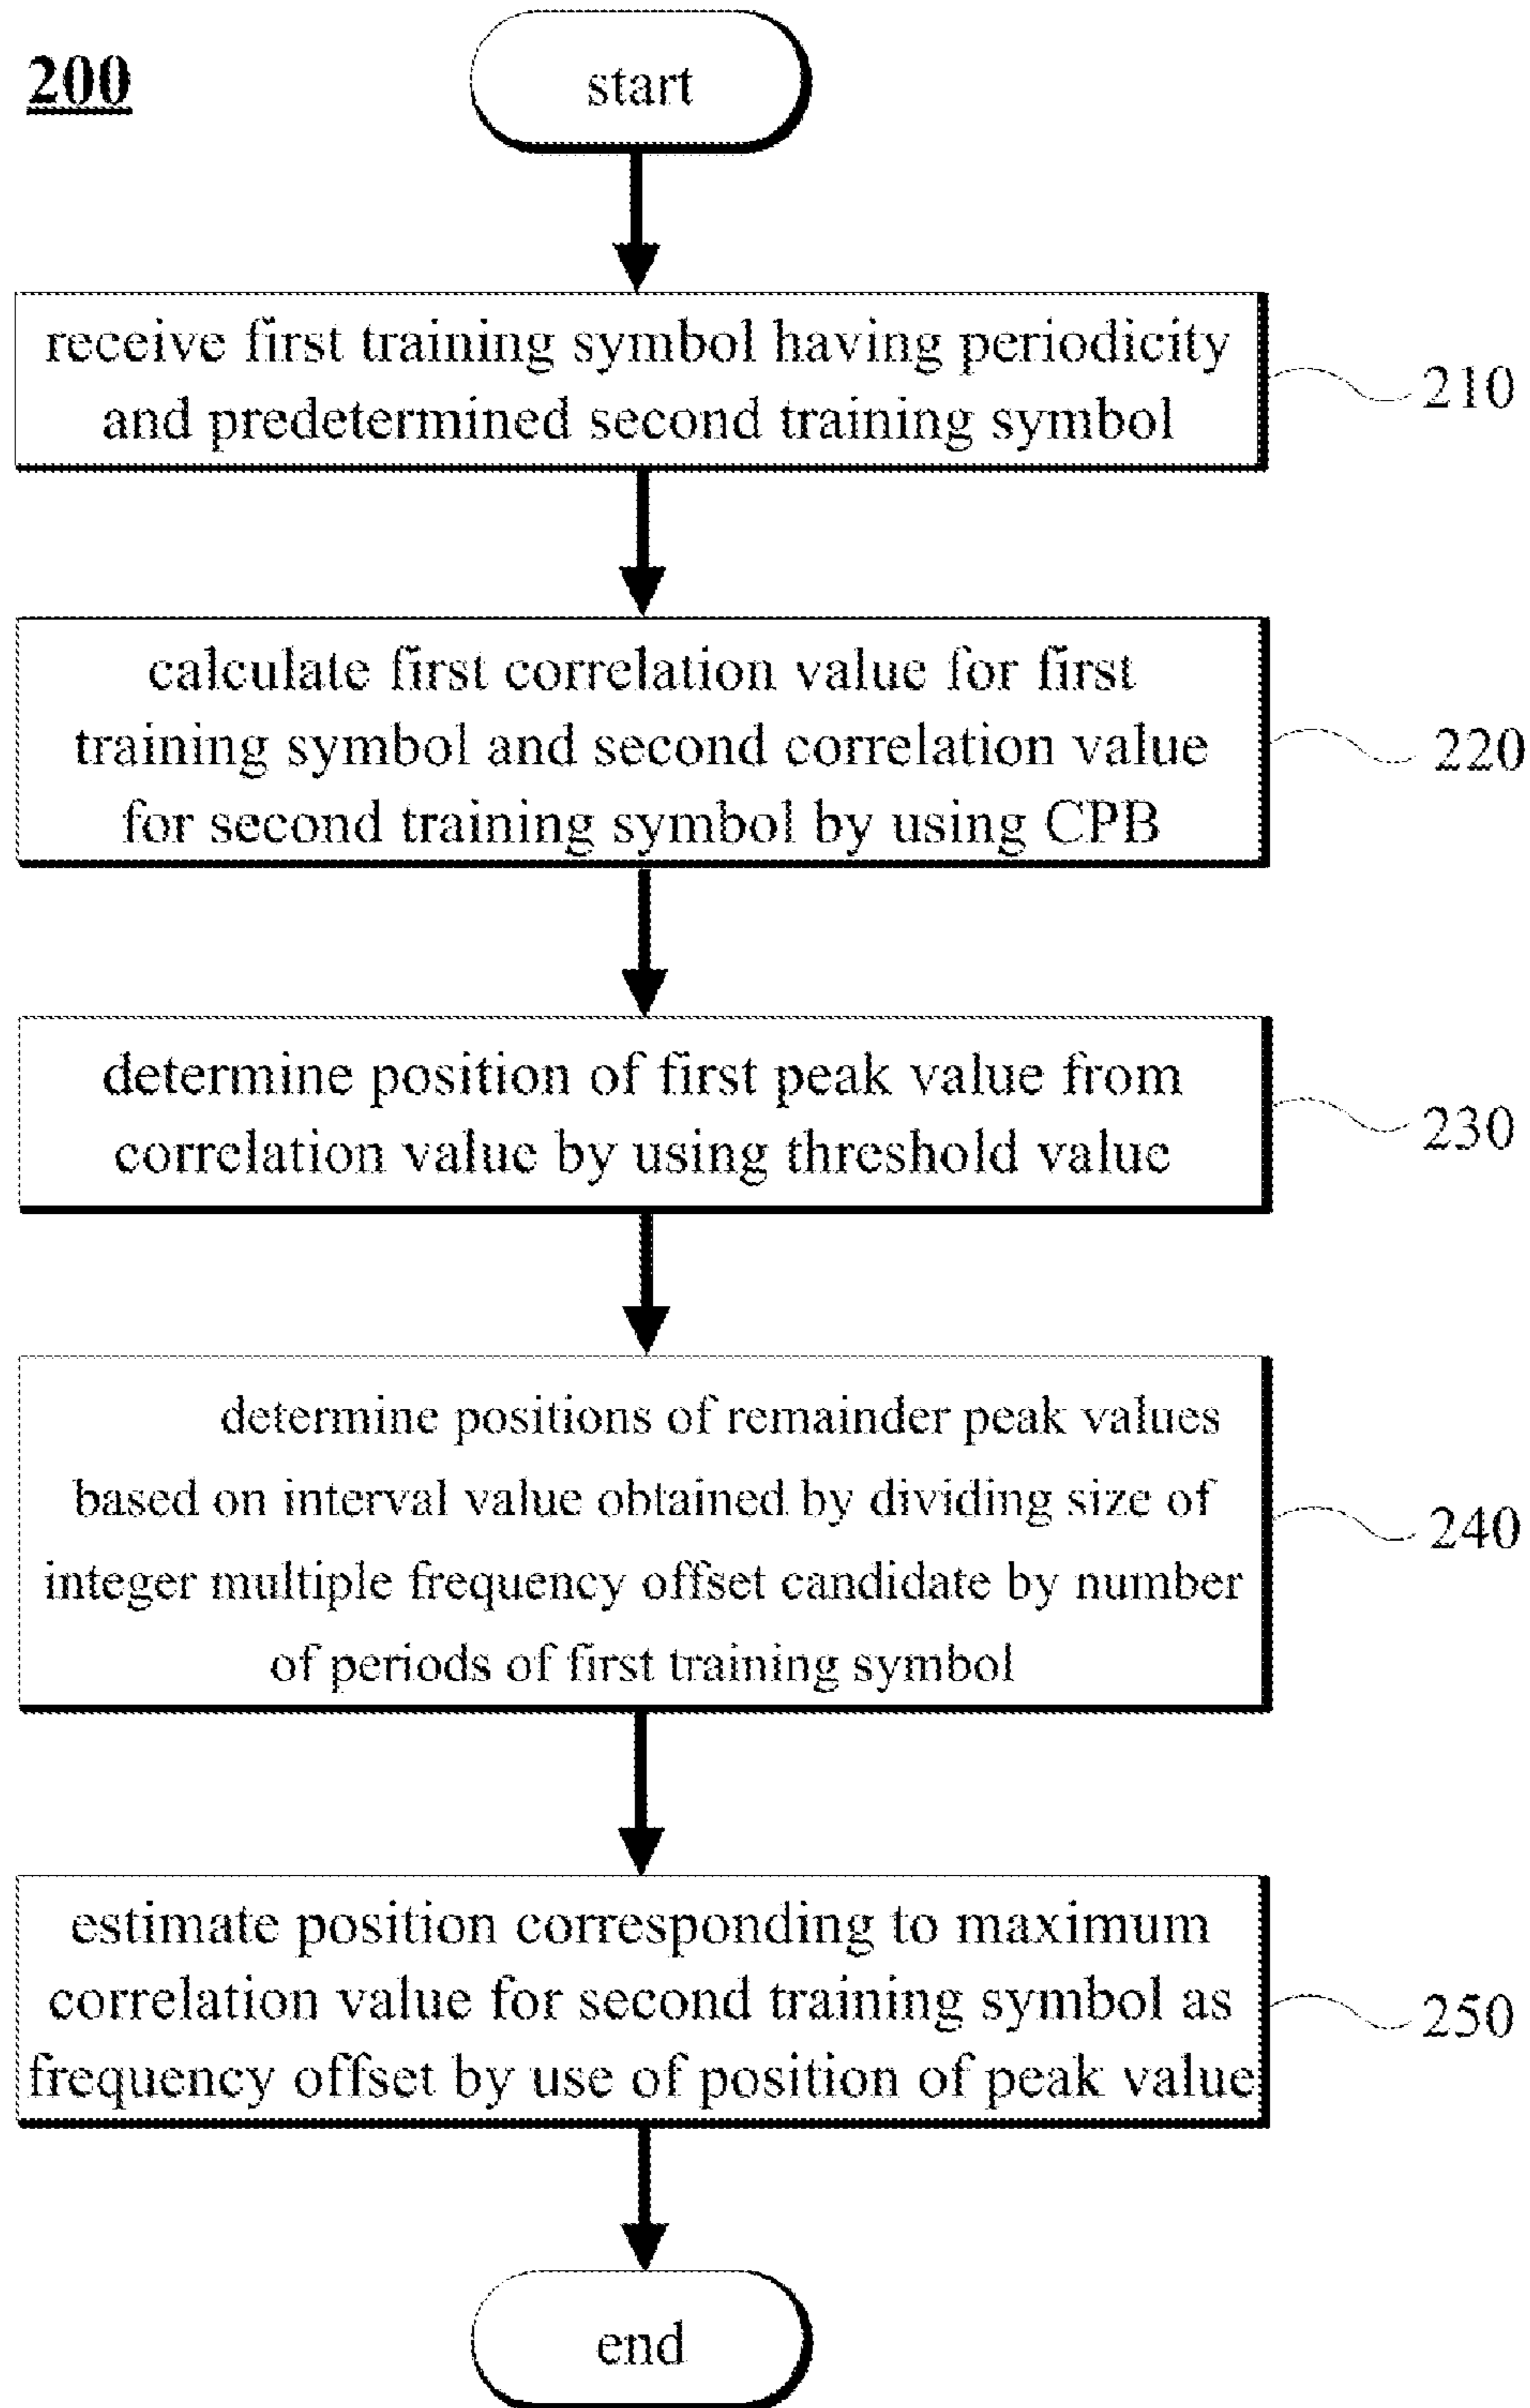 200
start
receive first training symbol having periodicity
and predetermined second training symbol
210
calculate first correlation value for first
training symbol and second correlation value
for second training symbol by using CPB
220
determine position of first peak value from
correlation value by using threshold value
230
determine positions of remainder peak values
based on interval value obtained by dividing size of
integer multiple frequency offset candidate by number
of periods of first training symbol
240
estimate position corresponding to maximum
correlation value for second training symbol as
frequency offset by use of position of peak value
250
end